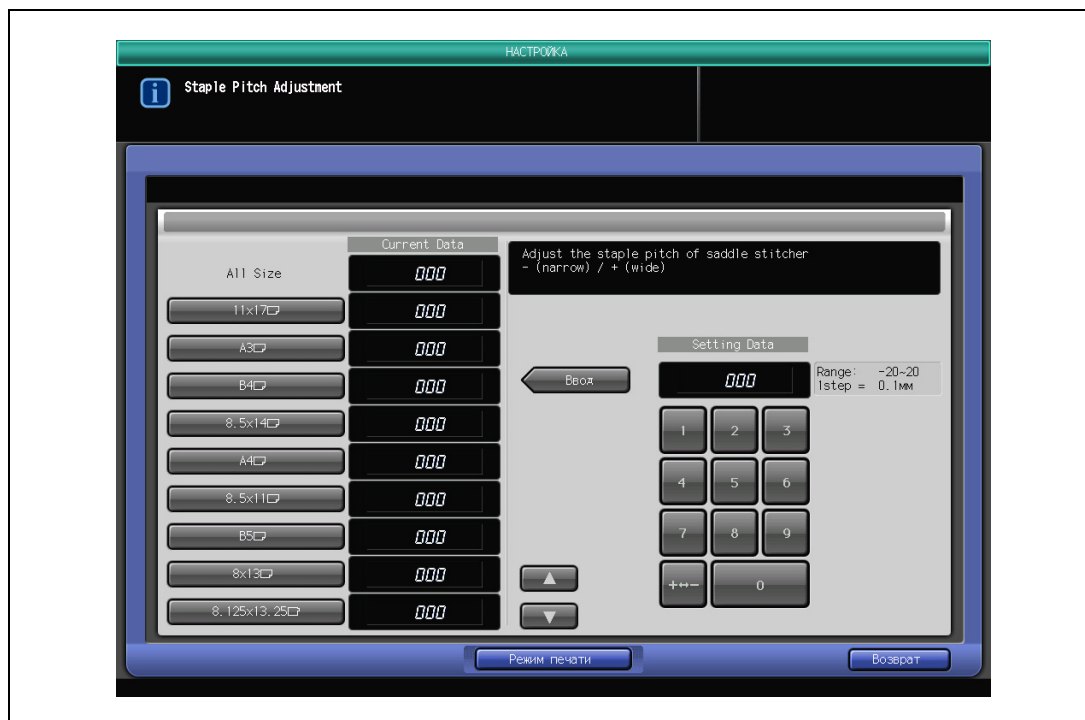 НАСТРОЙКА
Staple Pitch Adjustment
Current Data
All Size
000
11x17
000
A3
000
B4
000
8.5x14
000
A4
000
8.5x11
000
B5
000
8x13
000
8.125x13.25
000
Adjust the staple pitch of saddle stitcher
- (narrow) / + (wide)
Ввод
Setting Data
000
Range: -20~20
1step = 0.1мм
1 2 3
4 5 6
7 8 9
+↔- 0
▲
▼
Режим печати
Возврат